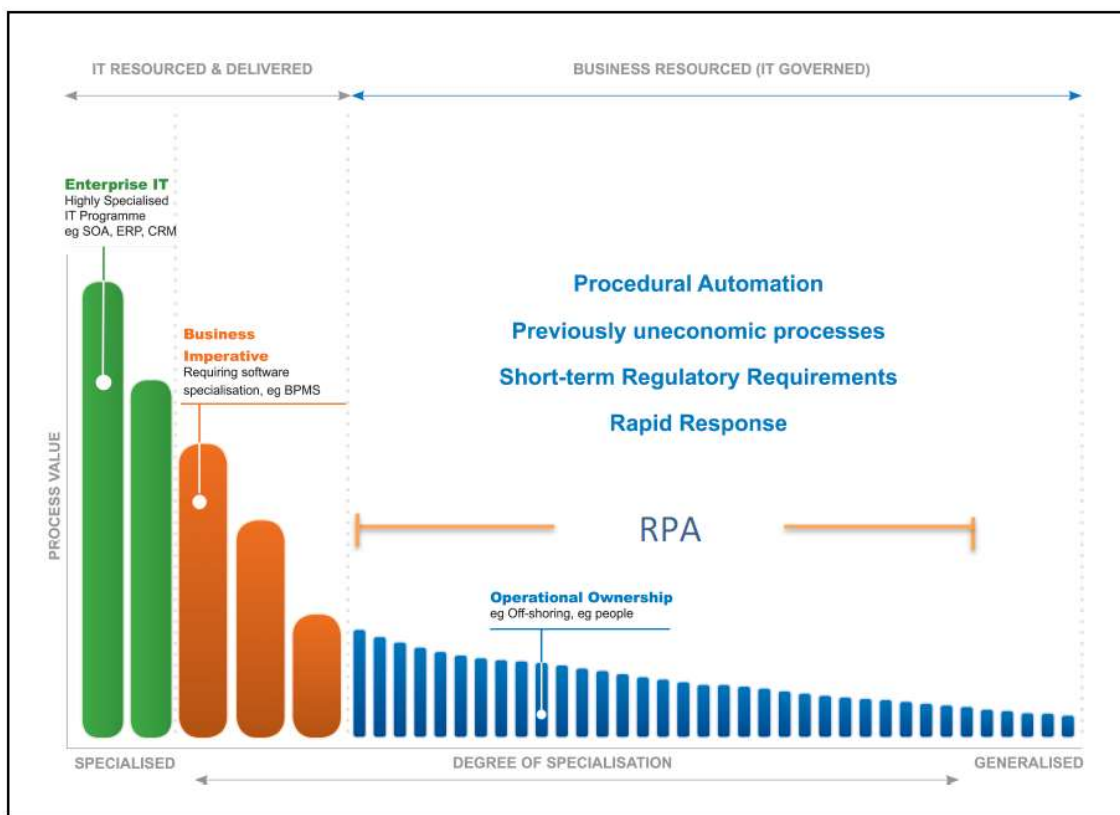 IT RESOURCED & DELIVERED
BUSINESS RESOURCED (IT GOVERNED)
Enterprise IT
Highly Specialised
IT Programme
eg SOA, ERP, CRM
Business
Imperative
Requiring software
specialisation, eg BPMS
Procedural Automation
Previously uneconomic processes
Short-term Regulatory Requirements
Rapid Response
RPA
Operational Ownership
eg Off-shoring, eg people
PROCESS VALUE
SPECIALISED
DEGREE OF SPECIALISATION
GENERALISED